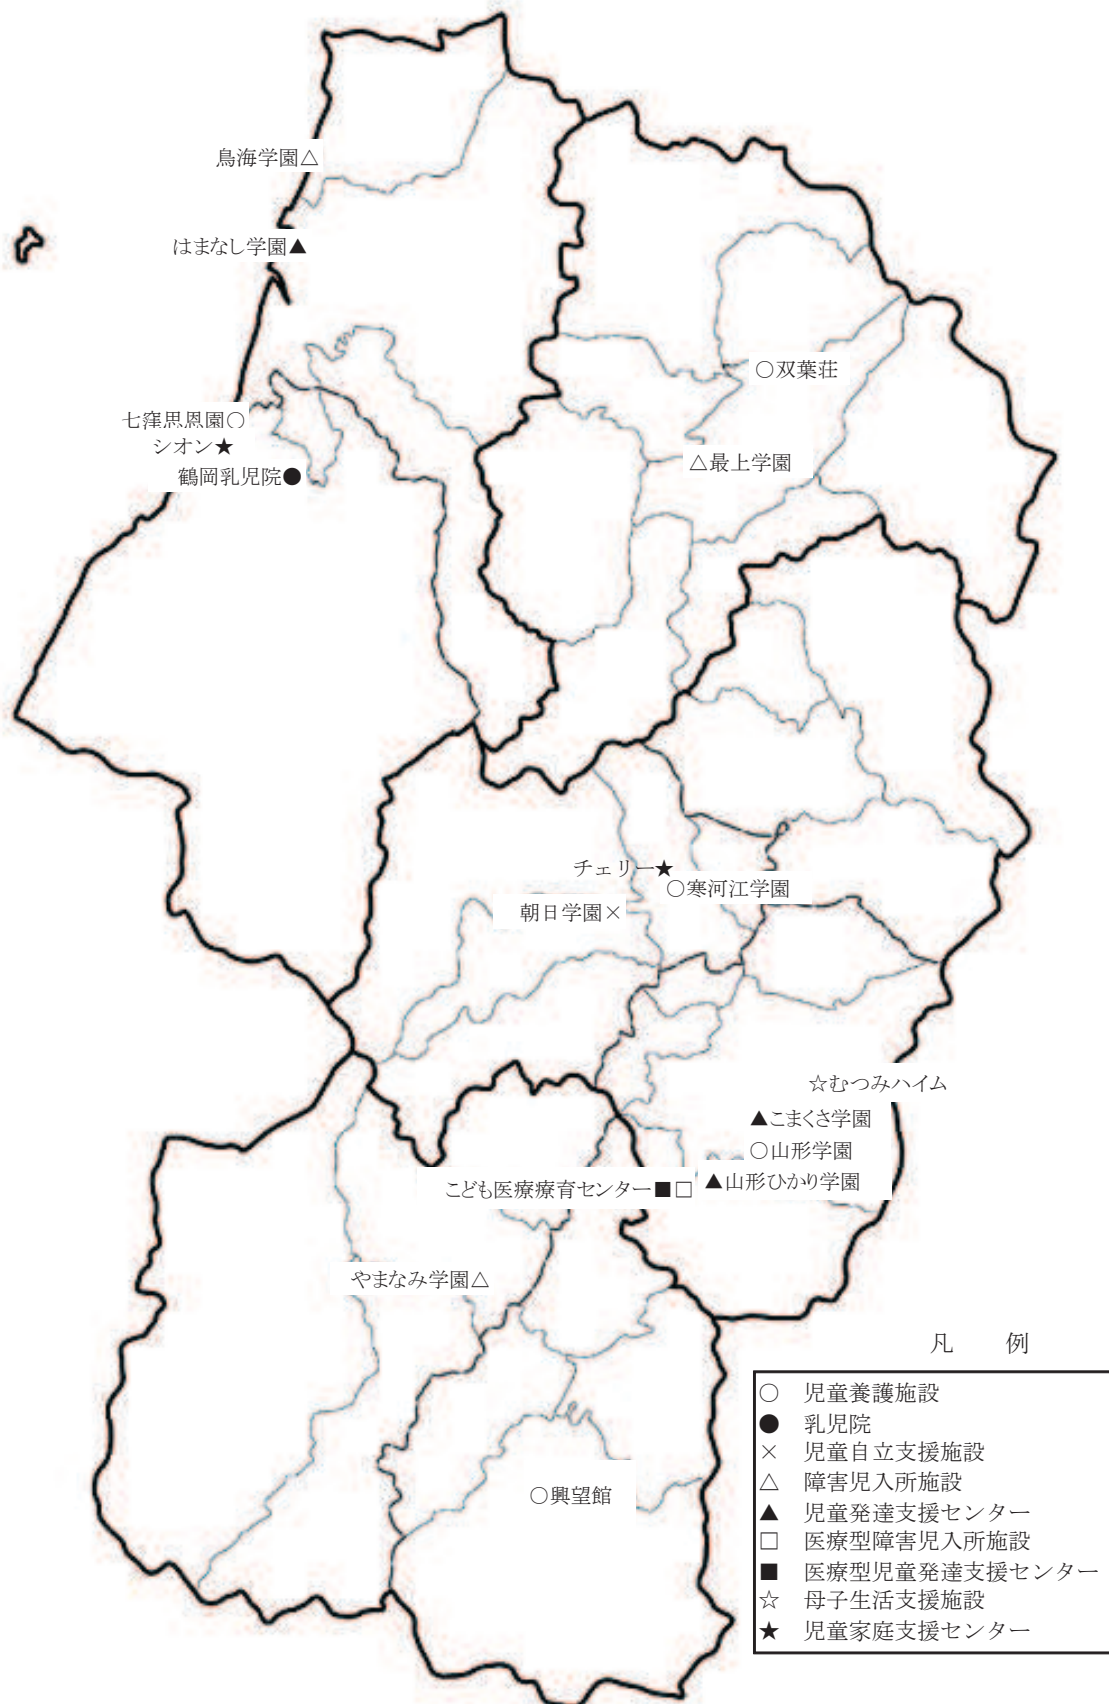 鳥海学園△
はまなし学園▲
○双葉荘
七窪思恩園○
シオン★
△最上学園
鶴岡乳児院●
チェリー★
○寒河江学園
朝日学園×
☆むつみハイム
▲こまくさ学園
○山形学園
▲山形ひかり学園
こども医療療育センター■□
やまなみ学園△
○興望館
凡　例
○ 児童養護施設
● 乳児院
× 児童自立支援施設
△ 障害児入所施設
▲ 児童発達支援センター
□ 医療型障害児入所施設
■ 医療型児童発達支援センター
☆ 母子生活支援施設
★ 児童家庭支援センター